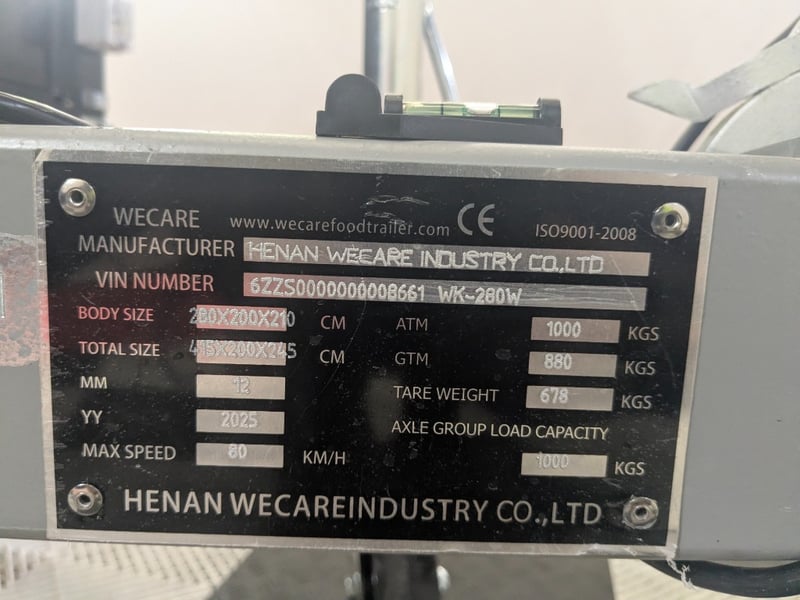 WECARE www.wecarefoodtrailer.com CE ISO9001-2008
MANUFACTURER HENAN WECARE INDUSTRY CO.,LTD
VIN NUMBER 6ZZS0000000008661 WK-280W
BODY SIZE 280X200X210 CM ATM 1000 KGS
TOTAL SIZE 415X200X245 CM GTM 880 KGS
MM 12 TARE WEIGHT 678 KGS
YY 2025 AXLE GROUP LOAD CAPACITY
MAX SPEED 80 KM/H 1000 KGS
HENAN WECAREINDUSTRY CO.,LTD